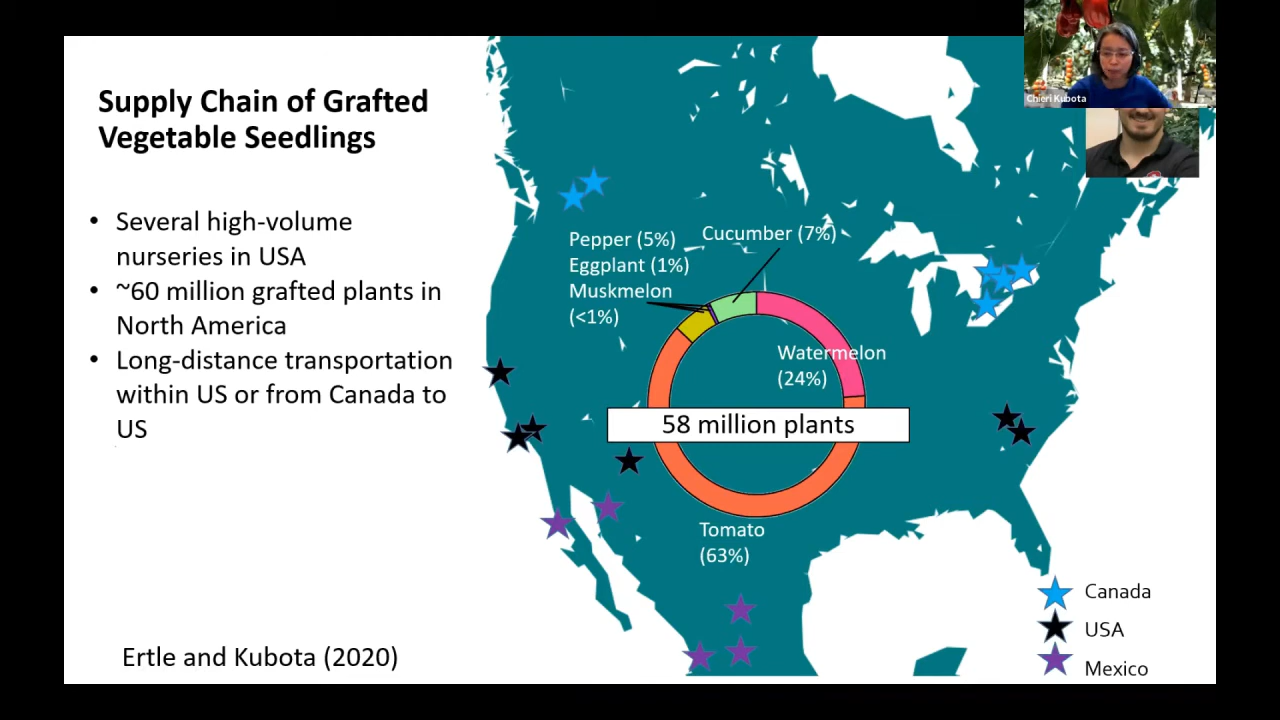 Supply Chain of Grafted
Vegetable Seedlings
• Several high-volume
nurseries in USA
• ~60 million grafted plants in
North America
• Long-distance transportation
within US or from Canada to
US
Ertle and Kubota (2020)
Pepper (5%)
Eggplant (1%)
Muskmelon
(<1%)
Cucumber (7%)
Watermelon
(24%)
58 million plants
Tomato
(63%)
Canada
USA
Mexico
Chieri Kubota